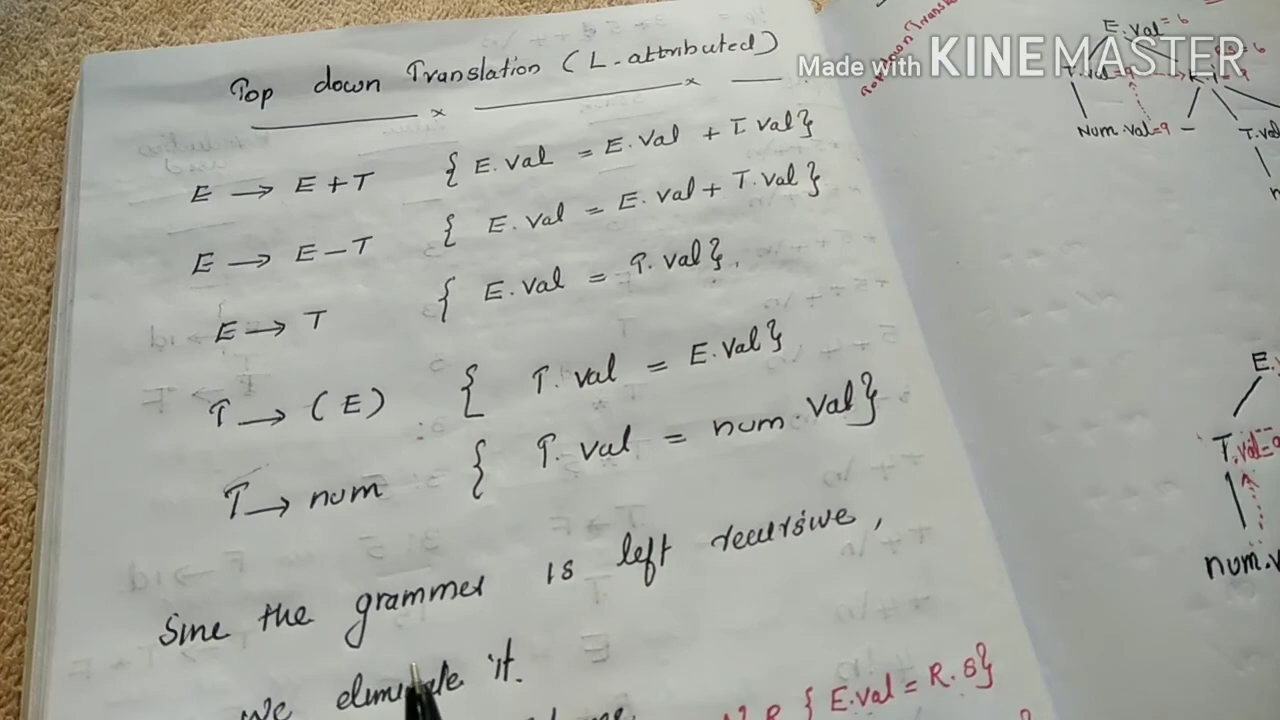 Top down Translation (L-attributed)
E → E+T { E.val = E.val + T.val}
E → E-T { E.val = E.val + T.val}
E → T { E.val = T.val}.
T → (E) { T.val = E.val}
T → num { T.val = num.val}
Sine the grammer is left recursive,
we eliminate it.
R { E.val = R.s}
Made with KINEMASTER
E.val = 6
Num.val=9 -
T.val
E.
T.val=9
num.v